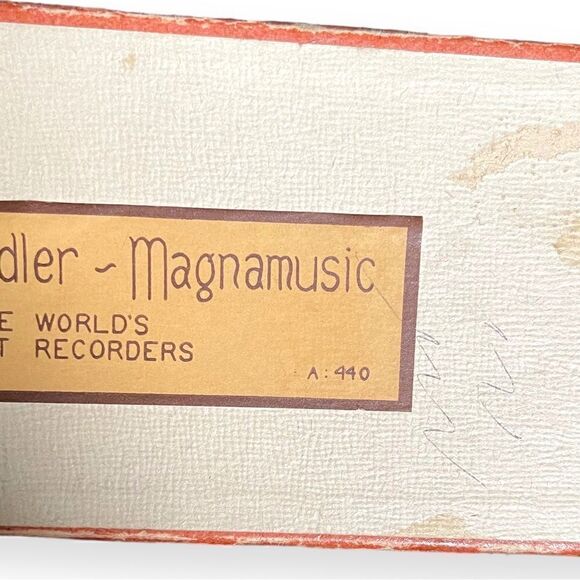 dler ~ Magnamusic
E WORLD'S
T RECORDERS
A: 440